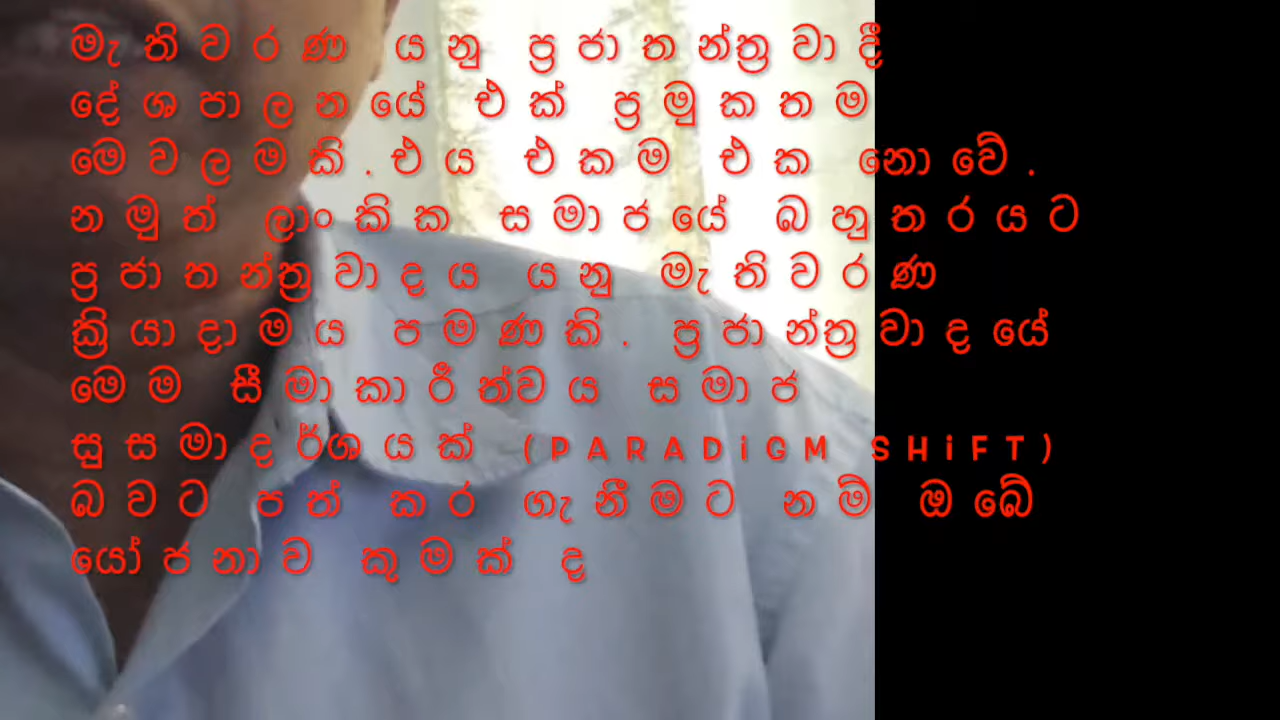 මැතිවරණ යනු ප්‍රජාතන්ත්‍රවාදී
දේශපාලනයේ එක් ප්‍රමුකතම
මෙවලමකි.එය එකම එක නොවේ.
නමුත් ලාංකික සමාජයේ බහුතරයට
ප්‍රජාතන්ත්‍රවාදය යනු මැතිවරණ
ක්‍රියාදාමය පමණකි. ප්‍රජාන්ත්‍රවාදයේ
මෙම සීමාකාරීත්වය සමාජ
සුසමාදර්ශයක් (PARADiGM SHiFT)
බවට පත් කර ගැනීමට නම් ඔබේ
යෝජනාව කුමක් ද